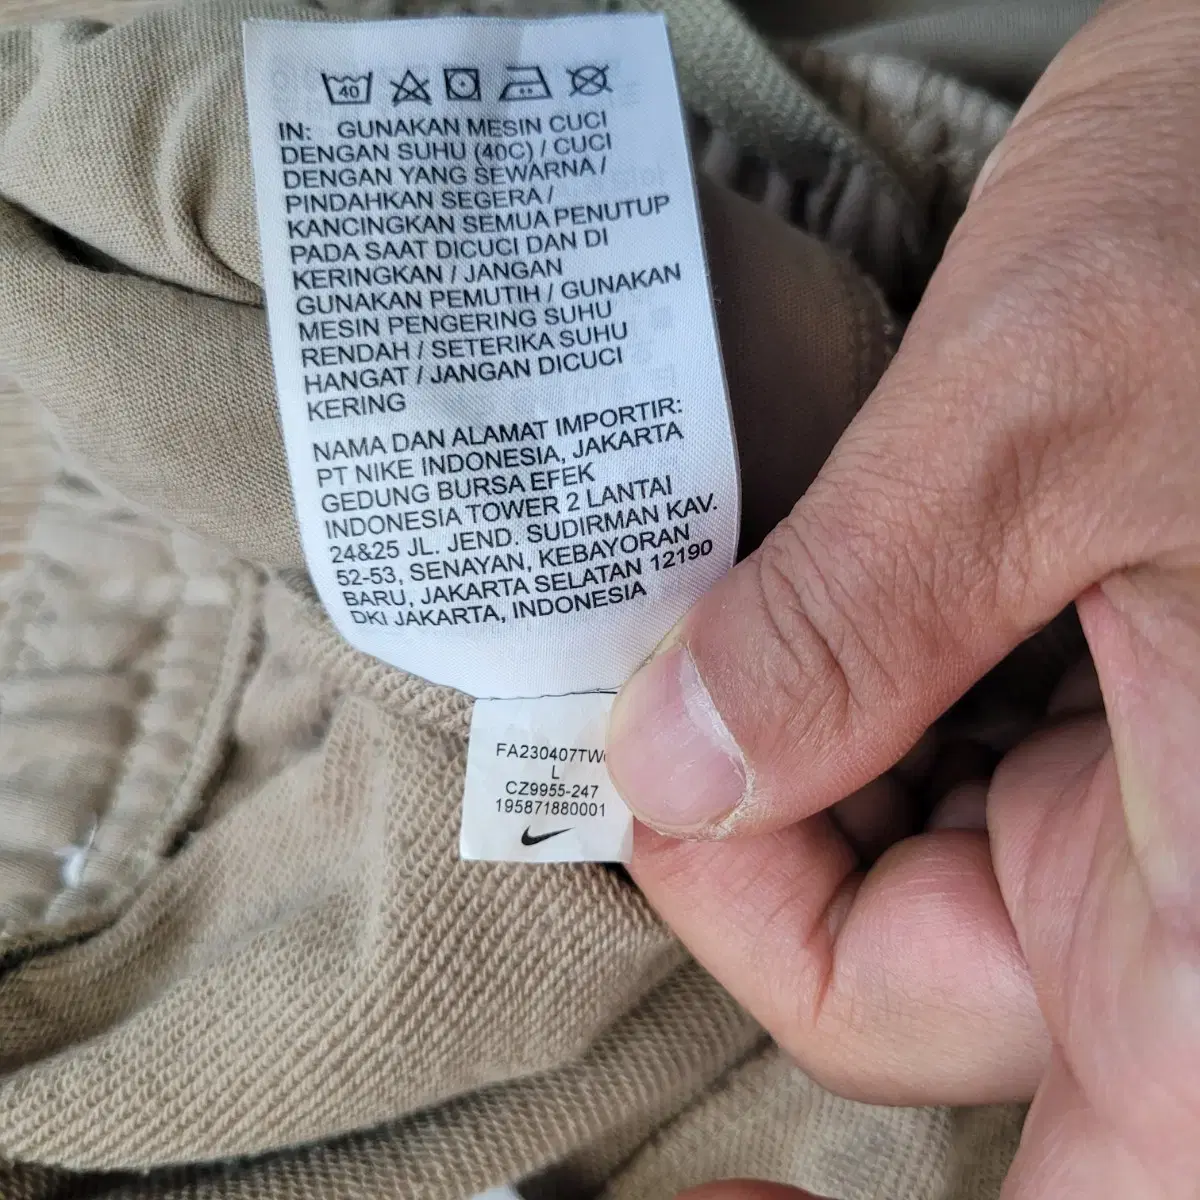 40
IN: GUNAKAN MESIN CUCI
DENGAN SUHU (40C) / CUCI
DENGAN YANG SEWARNA /
PINDAHKAN SEGERA /
KANCINGKAN SEMUA PENUTUP
PADA SAAT DICUCI DAN DI
KERINGKAN / JANGAN
GUNAKAN PEMUTIH / GUNAKAN
MESIN PENGERING SUHU
RENDAH / SETERIKA SUHU
HANGAT / JANGAN DICUCI
KERING
NAMA DAN ALAMAT IMPORTIR:
PT NIKE INDONESIA, JAKARTA
GEDUNG BURSA EFEK
INDONESIA TOWER 2 LANTAI
24&25 JL. JEND. SUDIRMAN KAV.
52-53, SENAYAN, KEBAYORAN
BARU, JAKARTA SELATAN 12190
DKI JAKARTA, INDONESIA
L
CZ9955-247
195871880001